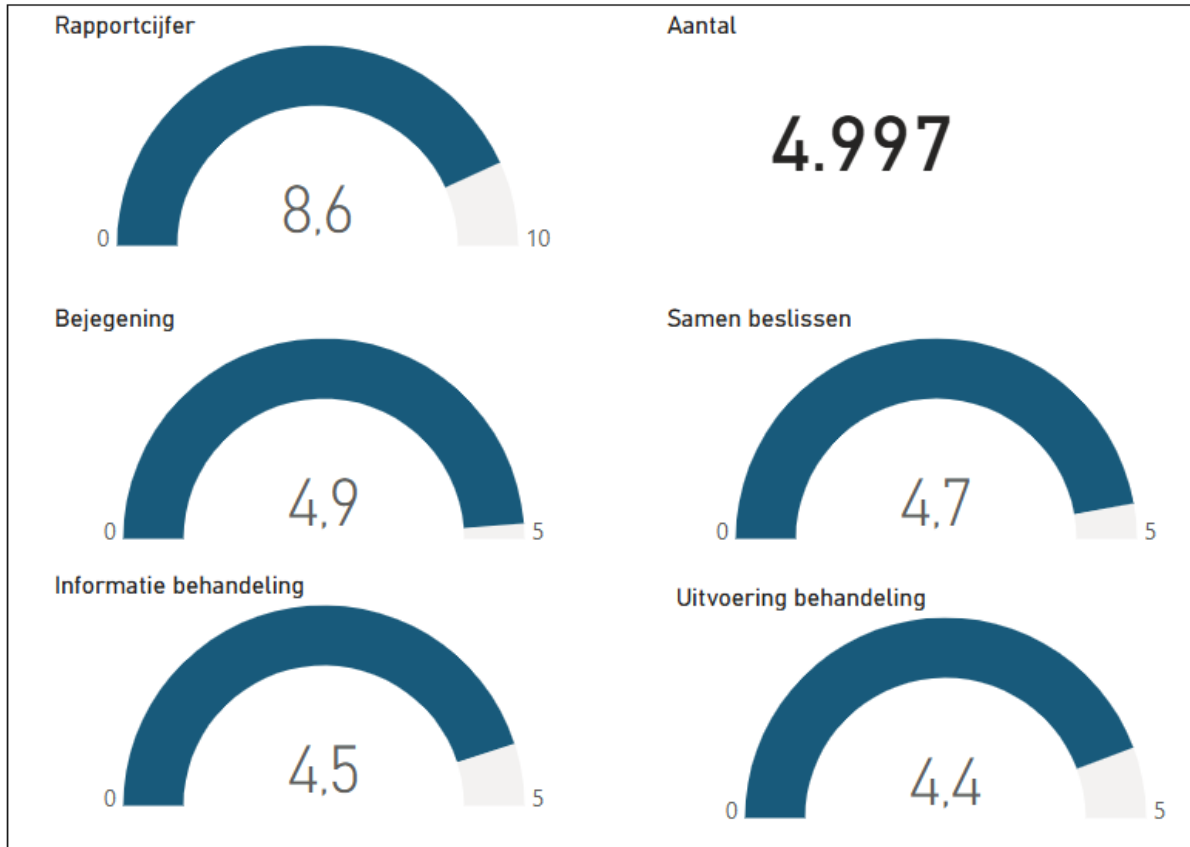 Rapportcijfer
Aantal
8,6
0
10
4.997
Bejegening
Samen beslissen
4,9
0
5
4,7
0
5
Informatie behandeling
Uitvoering behandeling
4,5
0
5
4,4
0
5